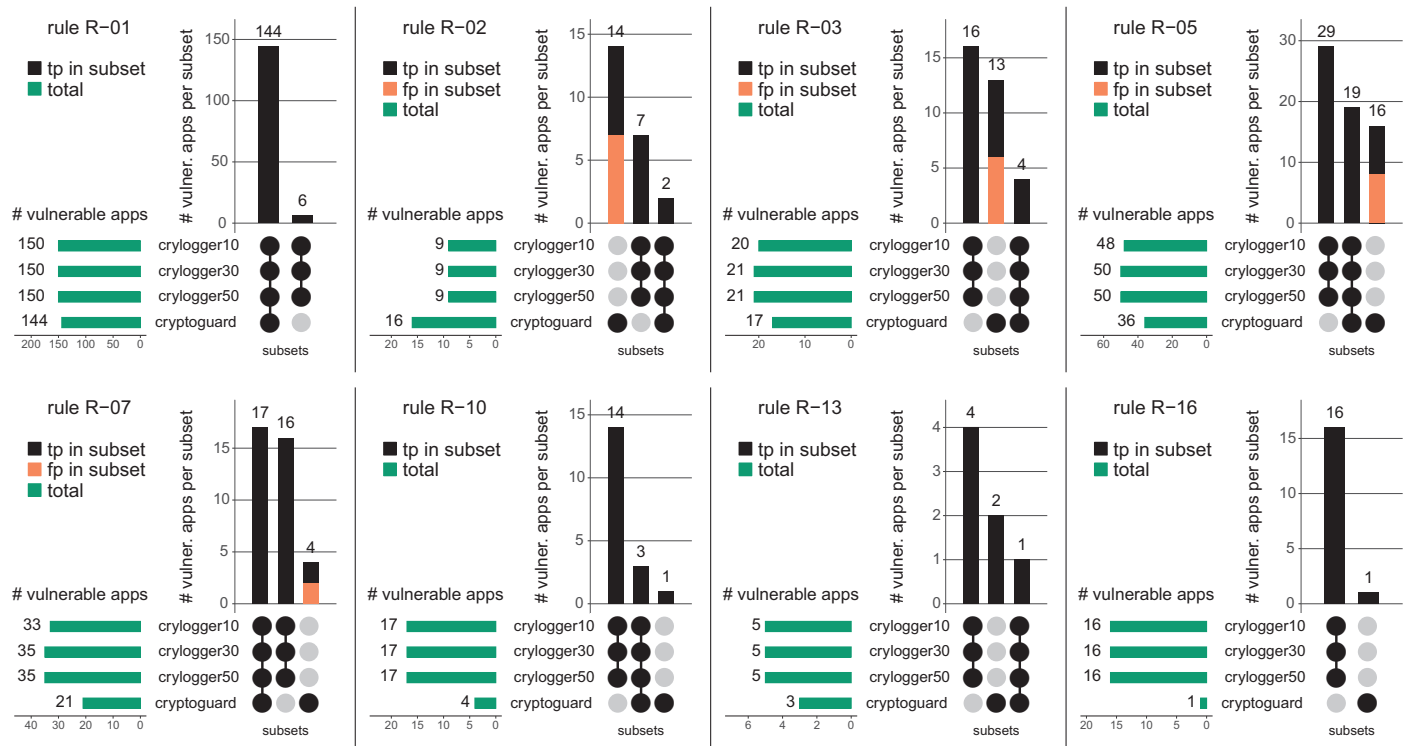 rule R−01
tp in subset
total
# vulner. apps per subset
150
100
50
0
144
6
# vulnerable apps
150 crylogger10
150 crylogger30
150 crylogger50
144 cryptoguard
200 150 100 50 0
subsets
rule R−02
tp in subset
fp in subset
total
# vulner. apps per subset
15
10
5
0
14
7
2
# vulnerable apps
9 crylogger10
9 crylogger30
9 crylogger50
16 cryptoguard
20 15 10 5 0
subsets
rule R−03
tp in subset
fp in subset
total
# vulner. apps per subset
15
10
5
0
16
13
4
# vulnerable apps
20 crylogger10
21 crylogger30
21 crylogger50
17 cryptoguard
20 10 0
subsets
rule R−05
tp in subset
fp in subset
total
# vulner. apps per subset
30
20
10
0
29
19
16
# vulnerable apps
48 crylogger10
50 crylogger30
50 crylogger50
36 cryptoguard
60 40 20 0
subsets
rule R−07
tp in subset
fp in subset
total
# vulner. apps per subset
15
10
5
0
17
16
4
# vulnerable apps
33 crylogger10
35 crylogger30
35 crylogger50
21 cryptoguard
40 30 20 10 0
subsets
rule R−10
tp in subset
total
# vulner. apps per subset
15
10
5
0
14
3
1
# vulnerable apps
17 crylogger10
17 crylogger30
17 crylogger50
4 cryptoguard
20 15 10 5 0
subsets
rule R−13
tp in subset
total
# vulner. apps per subset
4
3
2
1
0
4
2
1
# vulnerable apps
5 crylogger10
5 crylogger30
5 crylogger50
3 cryptoguard
6 4 2 0
subsets
rule R−16
tp in subset
total
# vulner. apps per subset
15
10
5
0
16
1
# vulnerable apps
16 crylogger10
16 crylogger30
16 crylogger50
1 cryptoguard
20 15 10 5 0
subsets